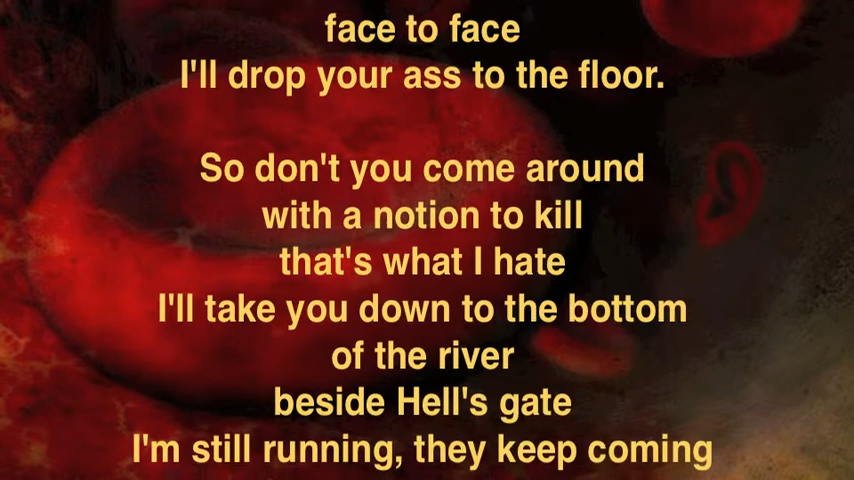 face to face
I'll drop your ass to the floor.
So don't you come around
with a notion to kill
that's what I hate
I'll take you down to the bottom
of the river
beside Hell's gate
I'm still running, they keep coming